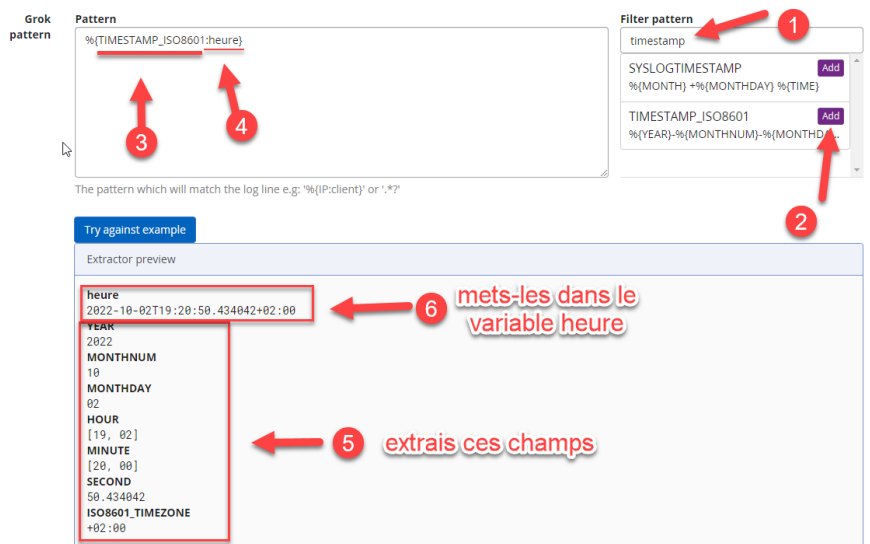 Grok pattern
Pattern
%{TIMESTAMP_ISO8601:heure}
3
4
The pattern which will match the log line e.g: '%{IP:client}' or '.*?'
Filter pattern
1
timestamp
SYSLOGTIMESTAMP
Add
%{MONTH} +%{MONTHDAY} %{TIME}
TIMESTAMP_ISO8601
Add
%{YEAR}-%{MONTHNUM}-%{MONTHDA...
2
Try against example
Extractor preview
heure
2022-10-02T19:20:50.434042+02:00
6 mets-les dans le
variable heure
YEAR
2022
MONTHNUM
10
MONTHDAY
02
HOUR
[19, 02]
5 extrais ces champs
MINUTE
[20, 00]
SECOND
50.434042
ISO8601_TIMEZONE
+02:00